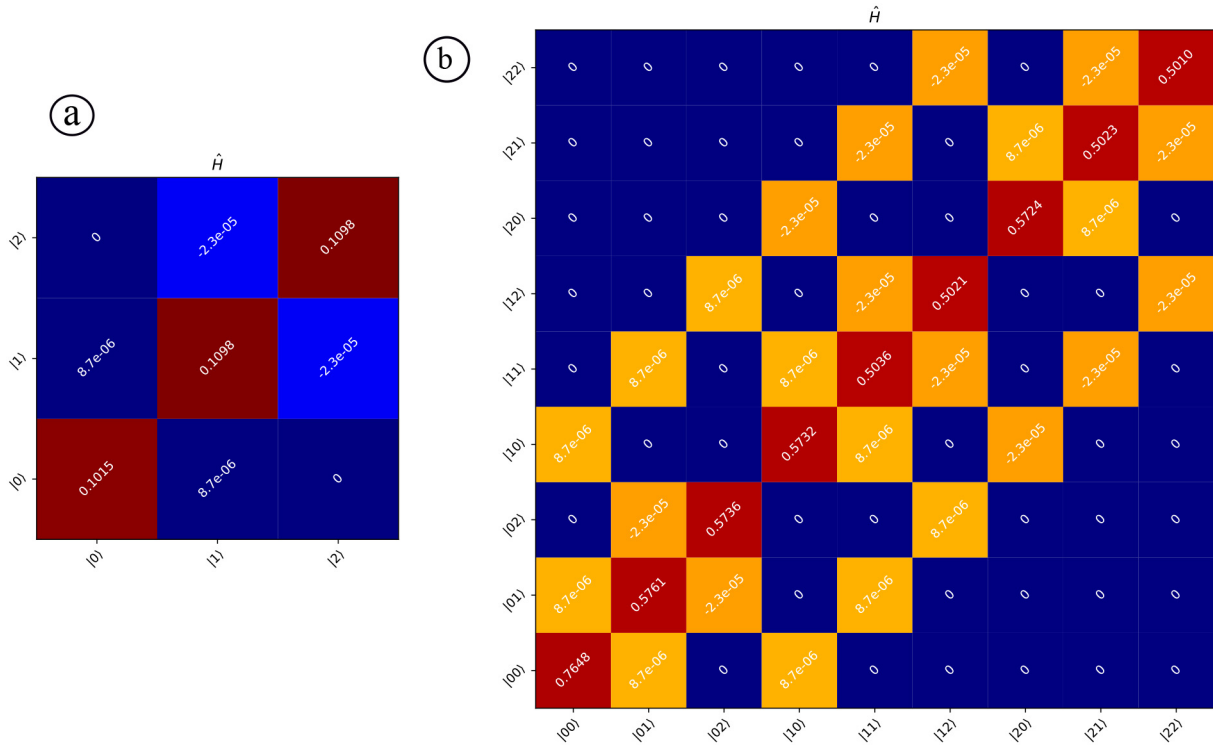 a
Ĥ
|2⟩ 0 -2.3e-05 0.1098
|1⟩ 8.7e-06 0.1098 -2.3e-05
|0⟩ 0.1015 8.7e-06 0
|0⟩ |1⟩ |2⟩
b
Ĥ
|22⟩ 0 0 0 0 0 -2.3e-05 0 -2.3e-05 0.5010
|21⟩ 0 0 0 0 -2.3e-05 0 8.7e-06 0.5023 -2.3e-05
|20⟩ 0 0 0 -2.3e-05 0 0 0.5724 8.7e-06 0
|12⟩ 0 0 8.7e-06 0 -2.3e-05 0.5021 0 0 -2.3e-05
|11⟩ 0 8.7e-06 0 8.7e-06 0.5036 -2.3e-05 0 -2.3e-05 0
|10⟩ 8.7e-06 0 0 0.5732 8.7e-06 0 -2.3e-05 0 0
|02⟩ 0 -2.3e-05 0.5736 0 0 8.7e-06 0 0 0
|01⟩ 8.7e-06 0.5761 -2.3e-05 0 8.7e-06 0 0 0 0
|00⟩ 0.7648 8.7e-06 0 8.7e-06 0 0 0 0 0
|00⟩ |01⟩ |02⟩ |10⟩ |11⟩ |12⟩ |20⟩ |21⟩ |22⟩